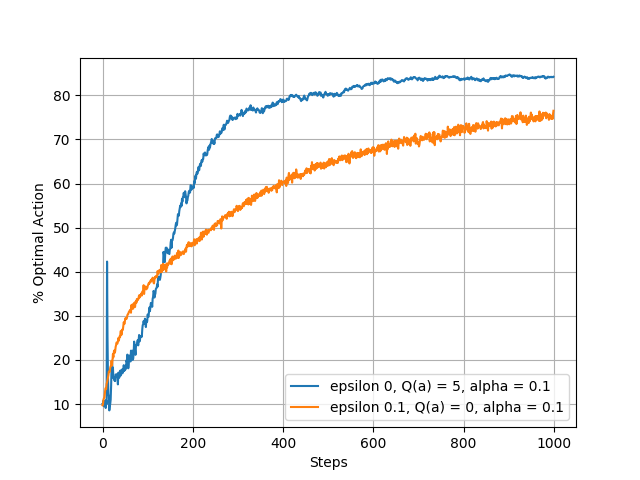 80
70
60
50
40
30
20
10
% Optimal Action
epsilon 0, Q(a) = 5, alpha = 0.1
epsilon 0.1, Q(a) = 0, alpha = 0.1
0 200 400 600 800 1000
Steps